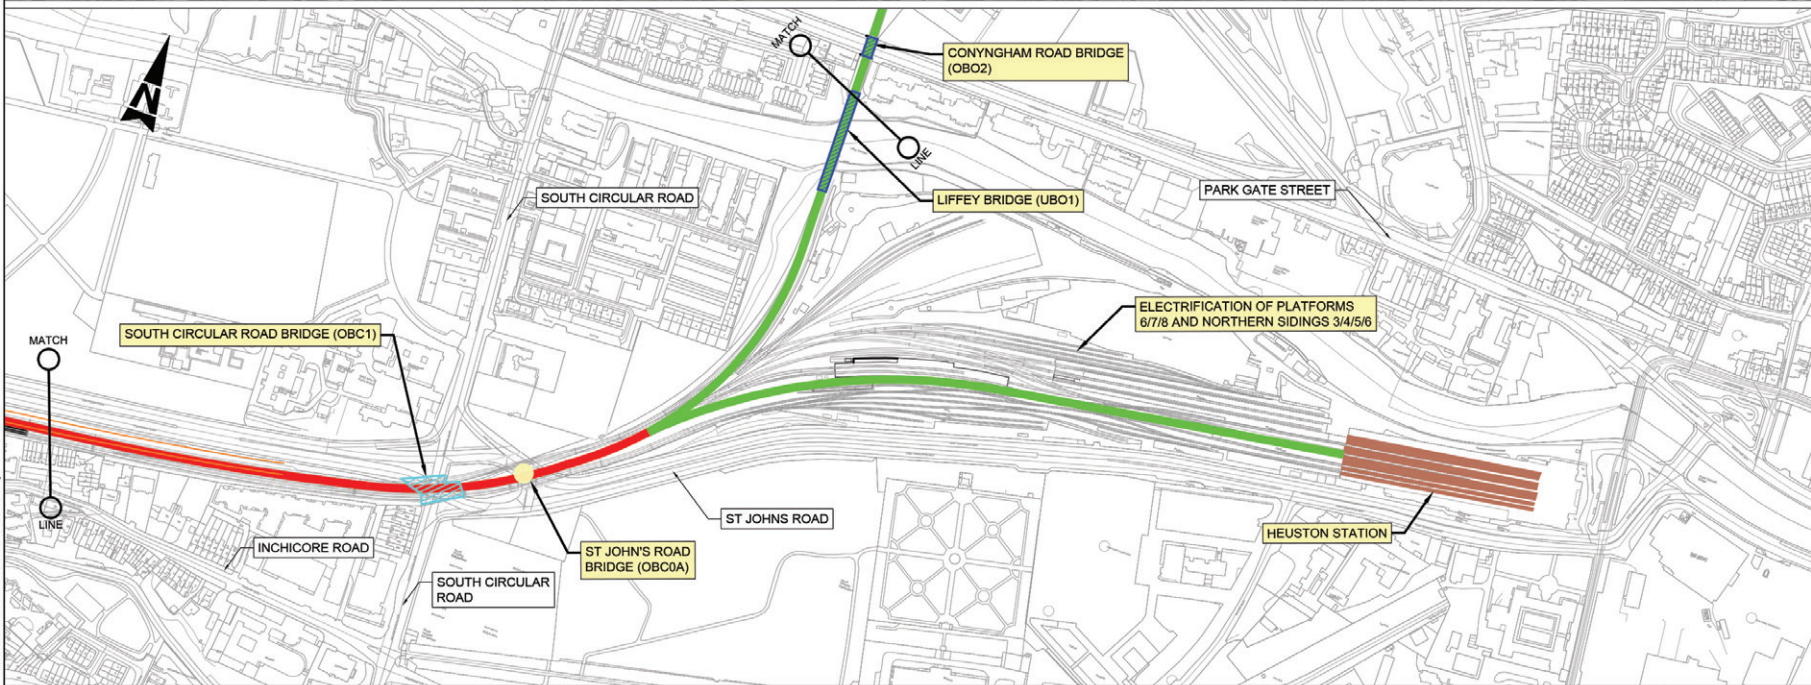 MATCH
CONYNGHAM ROAD BRIDGE
(OBO2)
N
LINE
SOUTH CIRCULAR ROAD
LIFFEY BRIDGE (UBO1)
PARK GATE STREET
ELECTRIFICATION OF PLATFORMS
6/7/8 AND NORTHERN SIDINGS 3/4/5/6
SOUTH CIRCULAR ROAD BRIDGE (OBC1)
MATCH
LINE
ST JOHNS ROAD
HEUSTON STATION
INCHICORE ROAD
ST JOHN'S ROAD
BRIDGE (OBC0A)
SOUTH CIRCULAR
ROAD